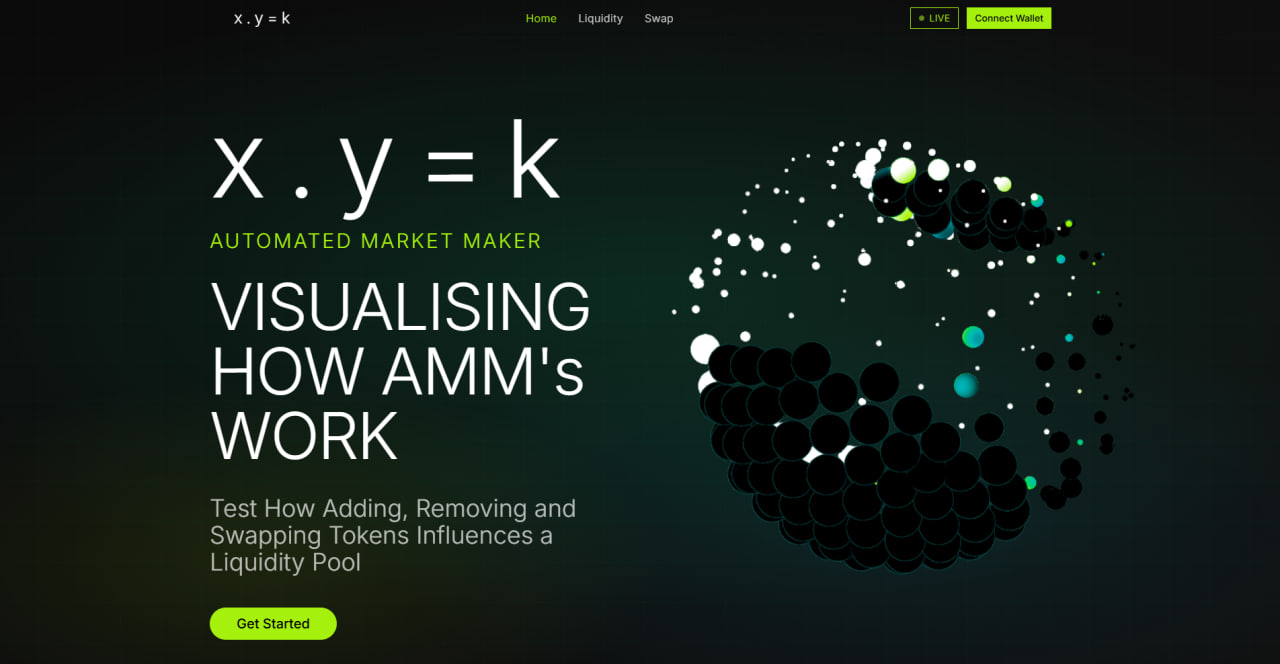 x . y = k
Home
Liquidity
Swap
LIVE
Connect Wallet
x . y = k
AUTOMATED MARKET MAKER
VISUALISING
HOW AMM's
WORK
Test How Adding, Removing and
Swapping Tokens Influences a
Liquidity Pool
Get Started